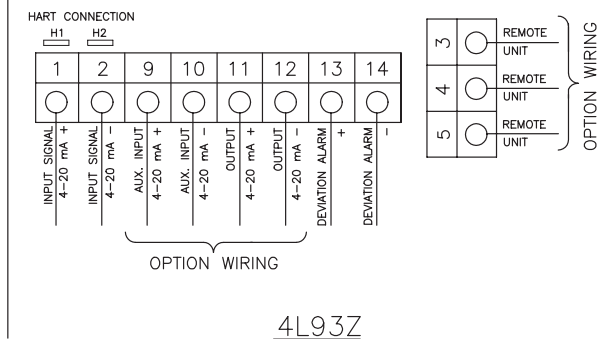 HART CONNECTION
H1 H2
1 2 9 10 11 12 13 14
INPUT SIGNAL
4-20 mA +
INPUT SIGNAL
4-20 mA -
AUX. INPUT
4-20 mA +
AUX. INPUT
4-20 mA -
OUTPUT
4-20 mA +
OUTPUT
4-20 mA -
DEVIATION ALARM
+
DEVIATION ALARM
-
OPTION WIRING
3
REMOTE
UNIT
4
REMOTE
UNIT
5
REMOTE
UNIT
OPTION WIRING
4L93Z